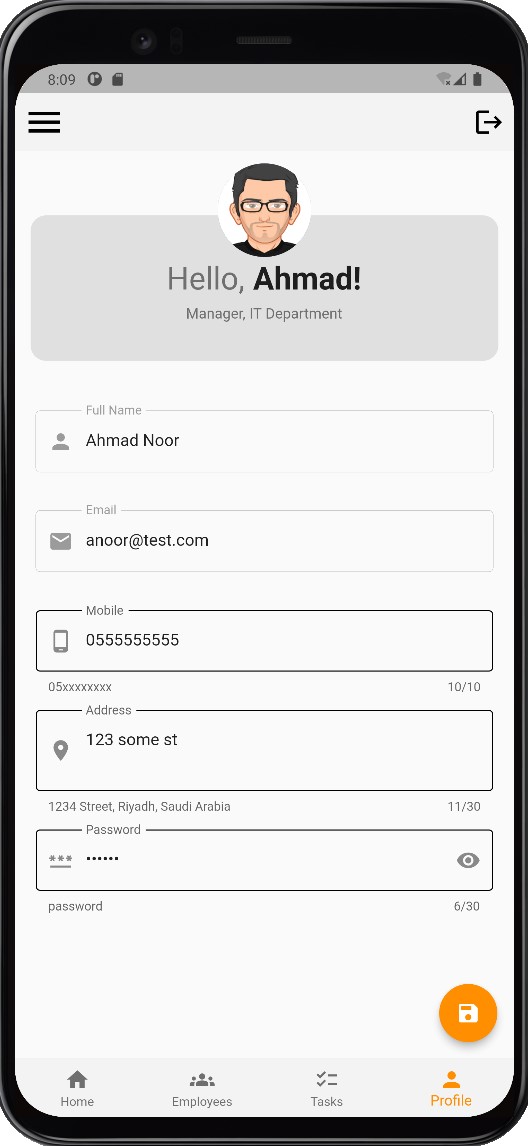 8:09
Hello, Ahmad!
Manager, IT Department
Full Name
Ahmad Noor
Email
anoor@test.com
Mobile
0555555555
05xxxxxxxx 10/10
Address
123 some st
1234 Street, Riyadh, Saudi Arabia 11/30
Password
*** ••••••
password 6/30
Home Employees Tasks Profile